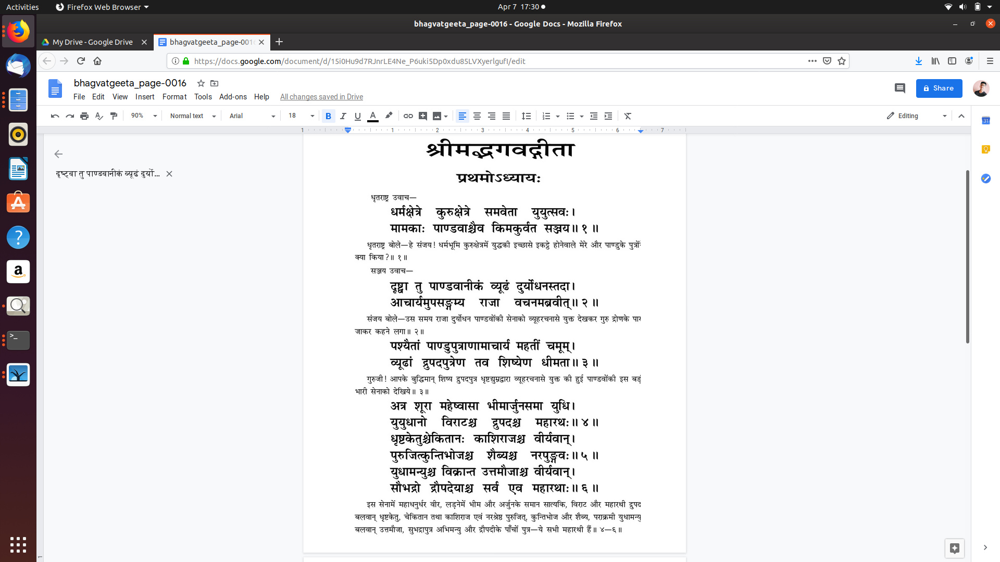 Activities
Firefox Web Browser
Apr 7 17:30
bhagvatgeeta_page-0016 - Google Docs - Mozilla Firefox
My Drive - Google Drive
bhagvatgeeta_page-0016
https://docs.google.com/document/d/15i0Hu9d7RJnrLE4Ne_P6uki5Dp0xdu85LVXyerlgufI/edit
bhagvatgeeta_page-0016
File Edit View Insert Format Tools Add-ons Help All changes saved in Drive
Share
90% Normal text Arial 18 B I U A Editing
1 1 2 3 4 5 6 7
31
दृष्ट्वा तु पाण्डवानीकं व्यूढं दुर्यो...
श्रीमद्भगवद्गीता
प्रथमोऽध्यायः
धृतराष्ट्र उवाच—
धर्मक्षेत्रे कुरुक्षेत्रे समवेता युयुत्सवः।
मामकाः पाण्डवाश्चैव किमकुर्वत सञ्जय॥ १ ॥
धृतराष्ट्र बोले—हे संजय! धर्मभूमि कुरुक्षेत्रमें युद्धकी इच्छासे इकट्ठे होनेवाले मेरे और पाण्डुके
क्या किया?॥ १॥
सञ्जय उवाच—
दृष्ट्वा तु पाण्डवानीकं व्यूढं दुर्योधनस्तदा।
आचार्यमुपसङ्गम्य राजा वचनमब्रवीत्॥ २ ॥
संजय बोले—उस समय राजा दुर्योधन पाण्डवोंकी सेनाको व्यूहरचनासे युक्त देखकर गुरु द्रोणके
जाकर कहने लगा॥ २॥
पश्यैतां पाण्डुपुत्राणामाचार्य महतीं चमूम्।
व्यूढां द्रुपदपुत्रेण तव शिष्येण धीमता॥ ३ ॥
गुरुजी! आपके बुद्धिमान् शिष्य द्रुपदपुत्र धृष्टद्युम्नद्वारा व्यूहरचनासे युक्त की हुई पाण्डवोंकी इस
भारी सेनाको देखिये॥ ३॥
अत्र शूरा महेष्वासा भीमार्जुनसमा युधि।
युयुधानो विराटश्च द्रुपदश्च महारथः॥ ४ ॥
धृष्टकेतुश्चेकितानः काशिराजश्च वीर्यवान्।
पुरुजित्कुन्तिभोजश्च शैब्यश्च नरपुङ्गवः॥ ५ ॥
युधामन्युश्च विक्रान्त उत्तमौजाश्च वीर्यवान्।
सौभद्रो द्रौपदेयाश्च सर्व एव महारथाः॥ ६ ॥
इस सेनामें महाधनुर्धर वीर, लड़नेमें भीम और अर्जुनके समान सात्यकि, विराट और महारथी द्रुपद
बलवान् धृष्टकेतु, चेकितान तथा काशिराज एवं नरश्रेष्ठ पुरुजित्, कुन्तिभोज और शैब्य, पराक्रमी युधामन्यु
बलवान् उत्तमौजा, सुभद्रापुत्र अभिमन्यु और द्रौपदीके पाँचों पुत्र—ये सभी महारथी हैं॥ ४—६॥